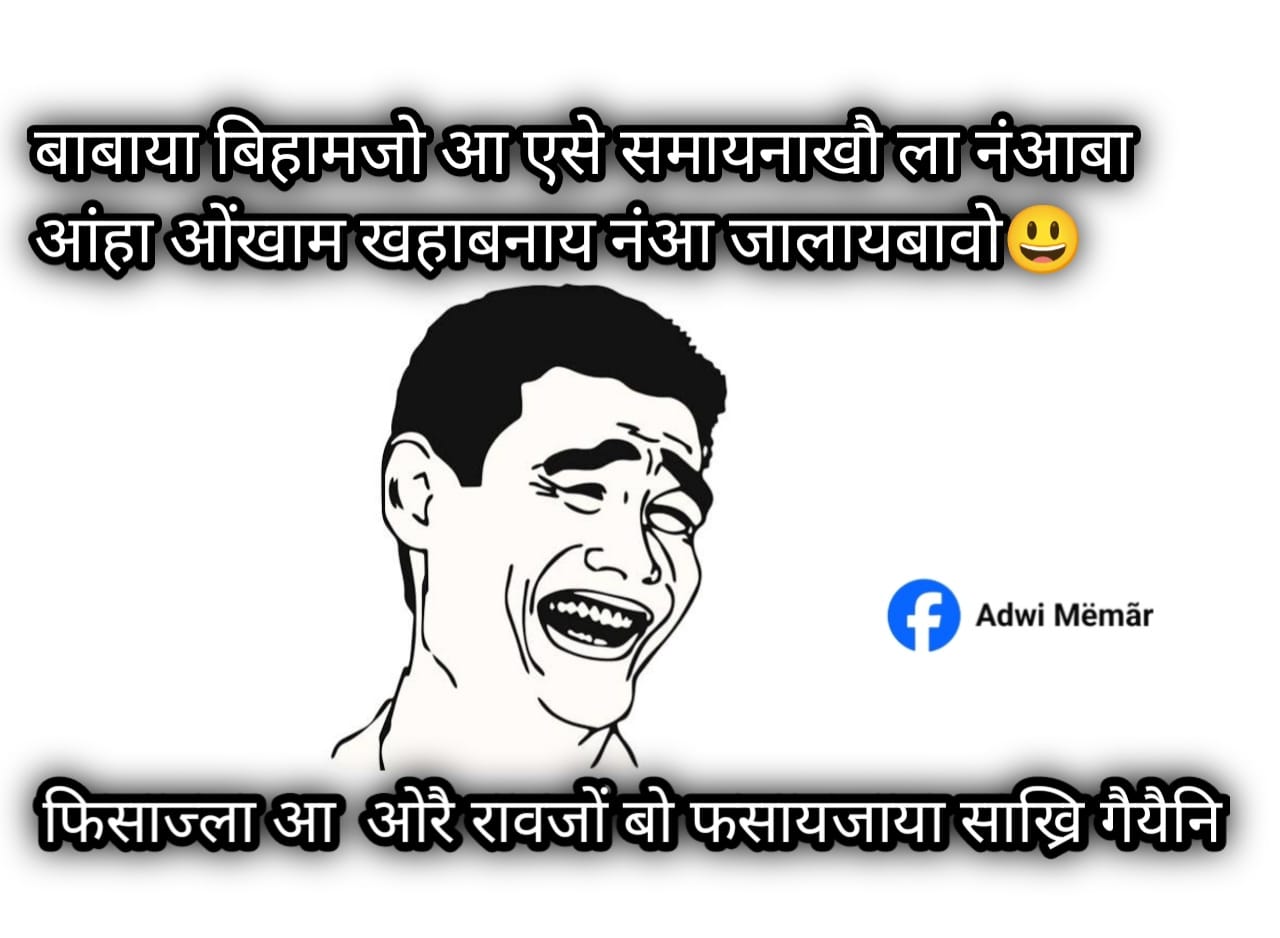 बाबाया बिहामजो आ एसे समायनाखौ ला नंआबा
आंहा ओंखाम खहाबनाय नंआ जालायबावो😃
Adwi Mëmãr
फिसाज्ला आ ओरै रावजों बो फसायजाया साख्रि गैयैनि